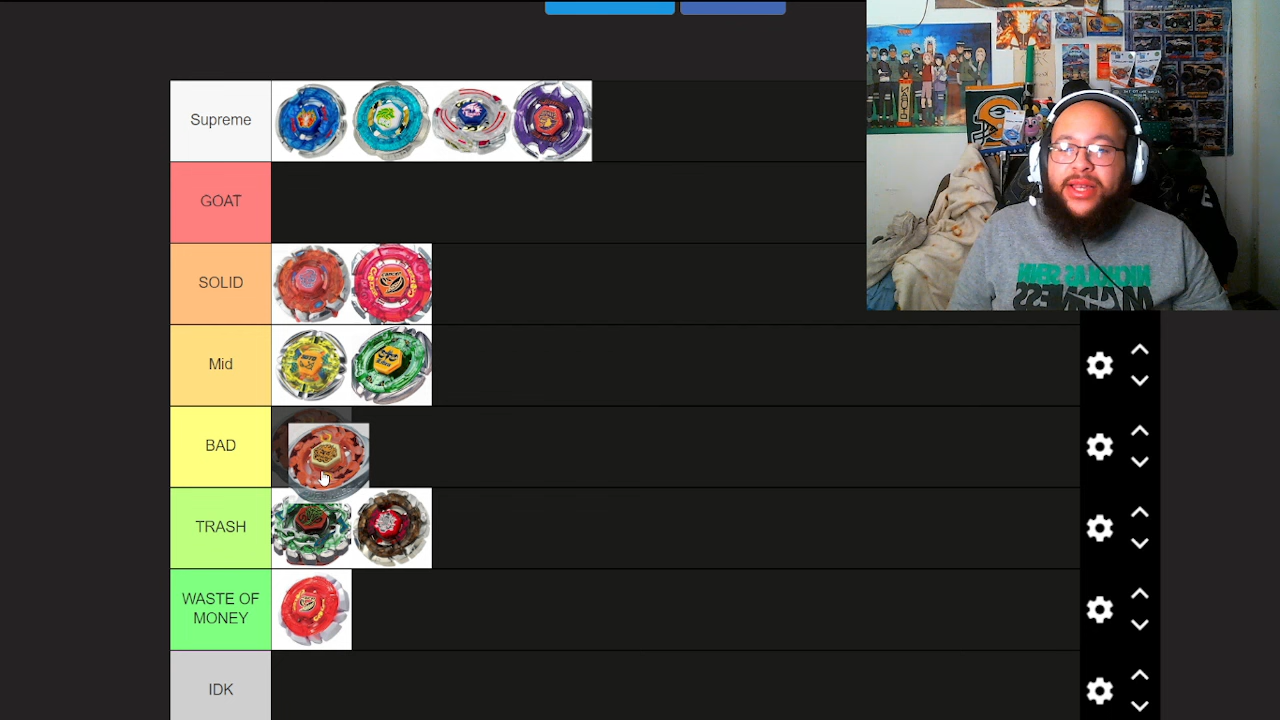 Supreme
GOAT
SOLID
Mid
BAD
TRASH
WASTE OF
MONEY
IDK